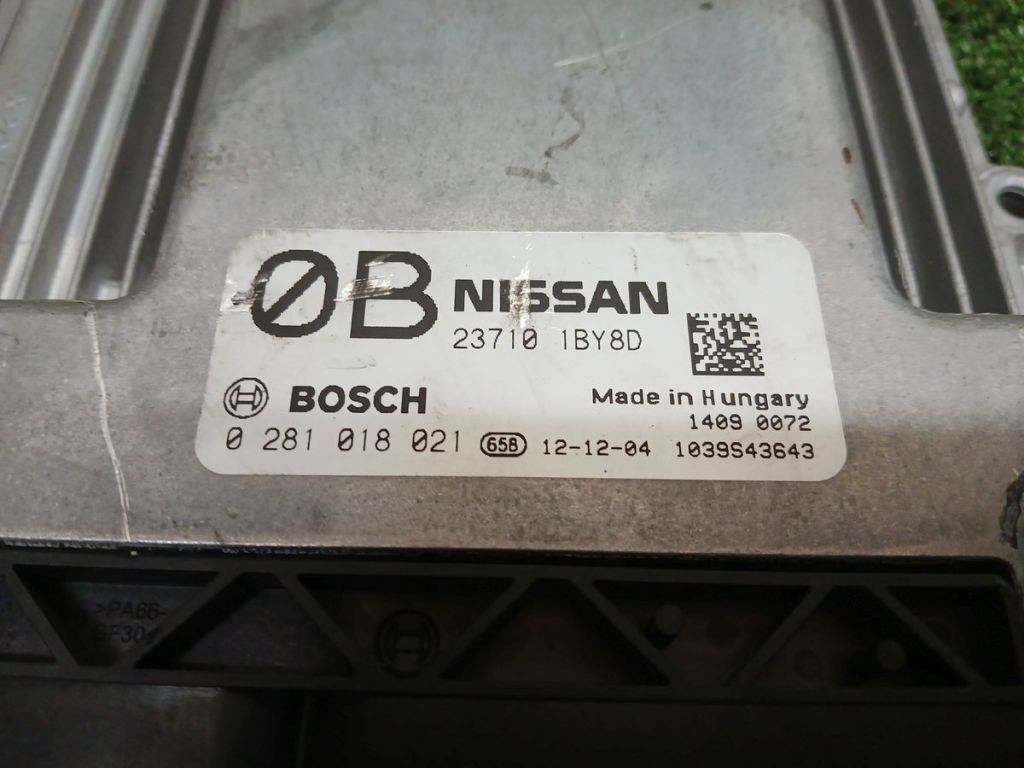 0B NISSAN
23710 1BY8D
BOSCH
Made in Hungary
1409 0072
0 281 018 021 65B 12-12-04 1039S43643
>PA66-
GF30<